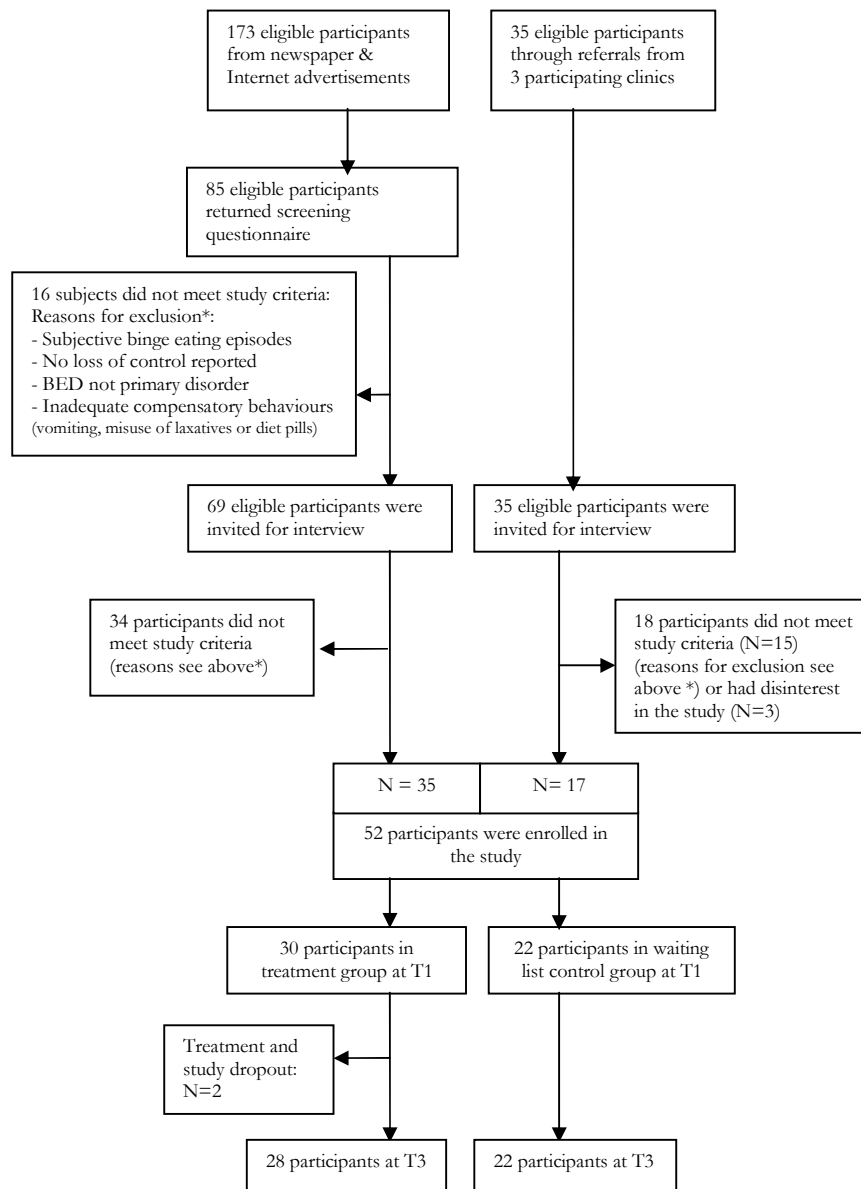 173 eligible participants
from newspaper &
Internet advertisements
35 eligible participants
through referrals from
3 participating clinics
85 eligible participants
returned screening
questionnaire
16 subjects did not meet study criteria:
Reasons for exclusion*:
- Subjective binge eating episodes
- No loss of control reported
- BED not primary disorder
- Inadequate compensatory behaviours
(vomiting, misuse of laxatives or diet pills)
69 eligible participants were
invited for interview
35 eligible participants were
invited for interview
34 participants did not
meet study criteria
(reasons see above*)
18 participants did not meet
study criteria (N=15)
(reasons for exclusion see
above *) or had disinterest
in the study (N=3)
N = 35
N= 17
52 participants were enrolled in
the study
30 participants in
treatment group at T1
22 participants in waiting
list control group at T1
Treatment and
study dropout:
N=2
28 participants at T3
22 participants at T3